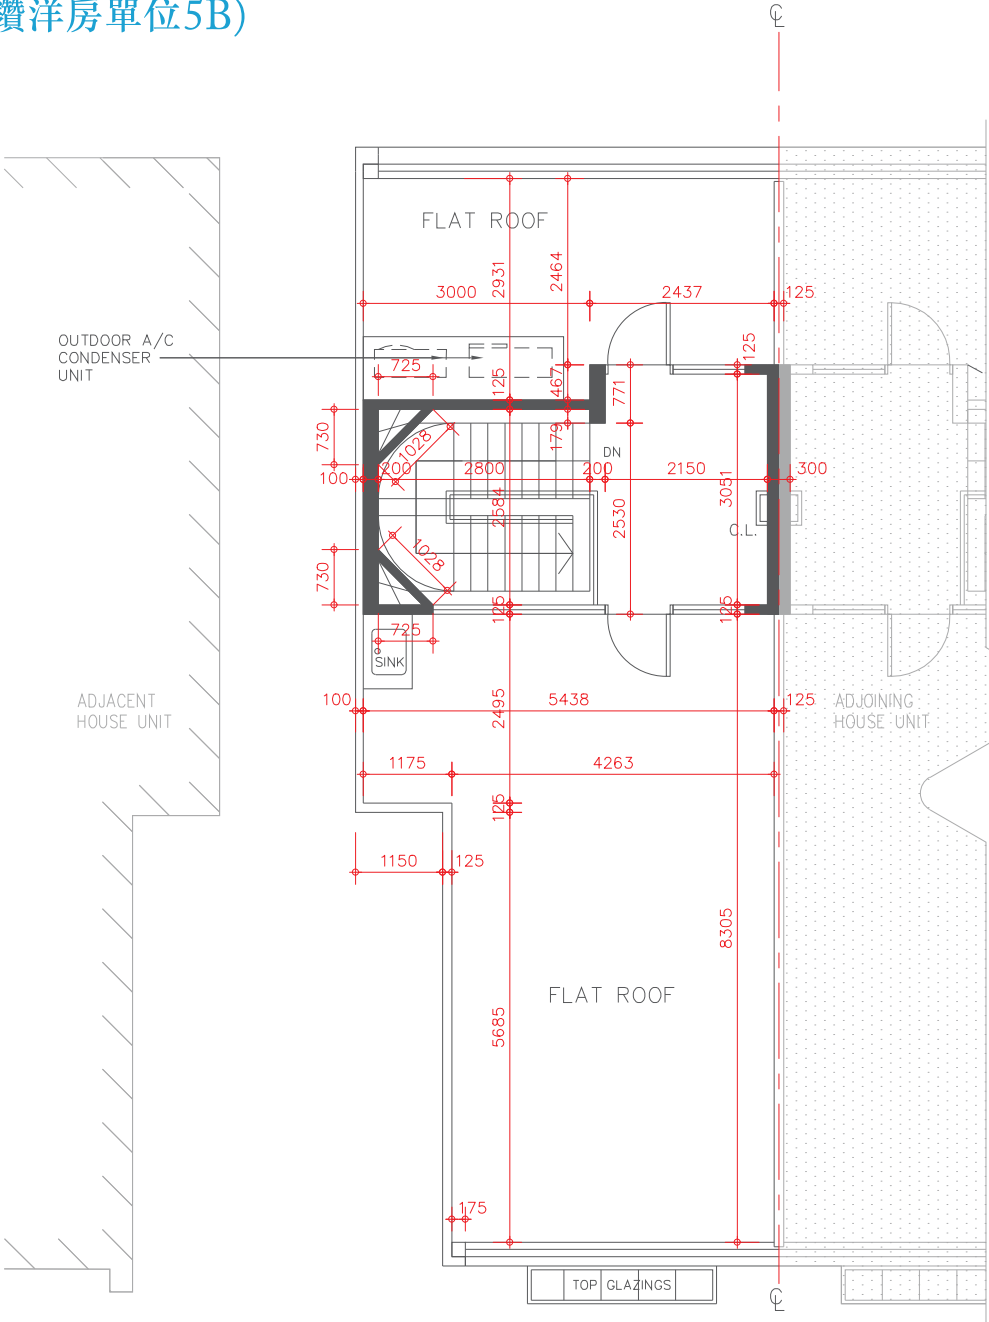 鑽洋房單位5B)
℄
FLAT ROOF
2931
2464
3000
2437
125
OUTDOOR A/C
CONDENSER
UNIT
725
125
467
771
125
730
1028
179
DN
100
200
2800
200
2150
300
2584
2530
3051
C.L.
730
1028
125
125
725
SINK
ADJACENT
HOUSE UNIT
100
2495
5438
125
ADJOINING
HOUSE UNIT
1175
4263
125
1150
125
8305
FLAT ROOF
5685
175
TOP GLAZINGS
℄